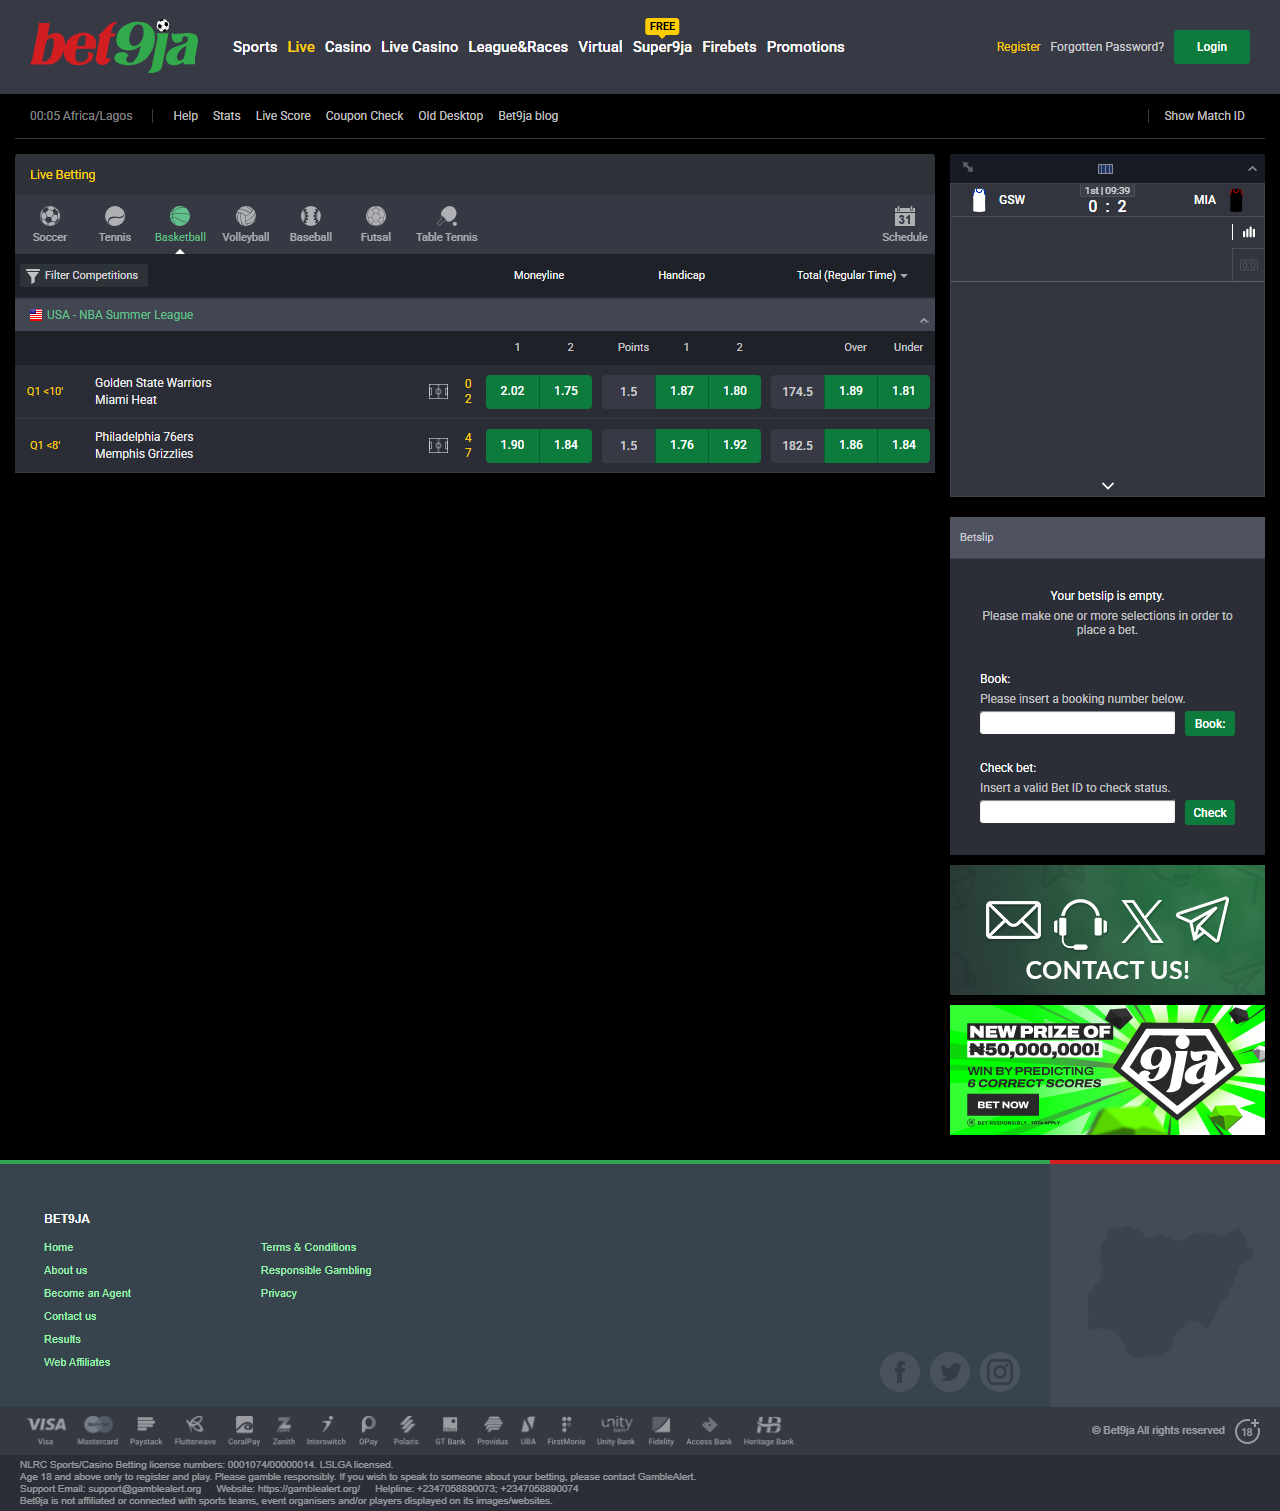 bet9ja
Sports Live Casino Live Casino League&Races Virtual Super9ja Firebets Promotions
FREE
Register Forgotten Password? Login
00:05 Africa/Lagos Help Stats Live Score Coupon Check Old Desktop Bet9ja blog Show Match ID
Live Betting
Soccer Tennis Basketball Volleyball Baseball Futsal Table Tennis Schedule
31
Filter Competitions Moneyline Handicap Total (Regular Time)
USA - NBA Summer League
1 2 Points 1 2 Over Under
Q1 <10' Golden State Warriors 0 2.02 1.75 1.5 1.87 1.80 174.5 1.89 1.81
Miami Heat 2
Q1 <8' Philadelphia 76ers 4 1.90 1.84 1.5 1.76 1.92 182.5 1.86 1.84
Memphis Grizzlies 7
1st | 09:39
GSW 0 : 2 MIA
Betslip
Your betslip is empty.
Please make one or more selections in order to
place a bet.
Book:
Please insert a booking number below.
Book:
Check bet:
Insert a valid Bet ID to check status.
Check
CONTACT US!
NEW PRIZE OF
₦50,000,000!
WIN BY PREDICTING
6 CORRECT SCORES
BET NOW
BET RESPONSIBLY. T&CS APPLY
9ja
BET9JA
Home Terms & Conditions
About us Responsible Gambling
Become an Agent Privacy
Contact us
Results
Web Affiliates
VISA unity HB
Visa Mastercard Paystack Flutterwave CoralPay Zenith Interswitch OPay Polaris GT Bank Providus UBA FirstMonie Unity Bank Fidelity Access Bank Heritage Bank
© Bet9ja All rights reserved 18+
NLRC Sports/Casino Betting license numbers: 0001074/00000014. LSLGA licensed.
Age 18 and above only to register and play. Please gamble responsibly. If you wish to speak to someone about your betting, please contact GambleAlert.
Support Email: support@gamblealert.org Website: https://gamblealert.org/ Helpline: +2347058890073; +2347058890074
Bet9ja is not affiliated or connected with sports teams, event organisers and/or players displayed on its images/websites.